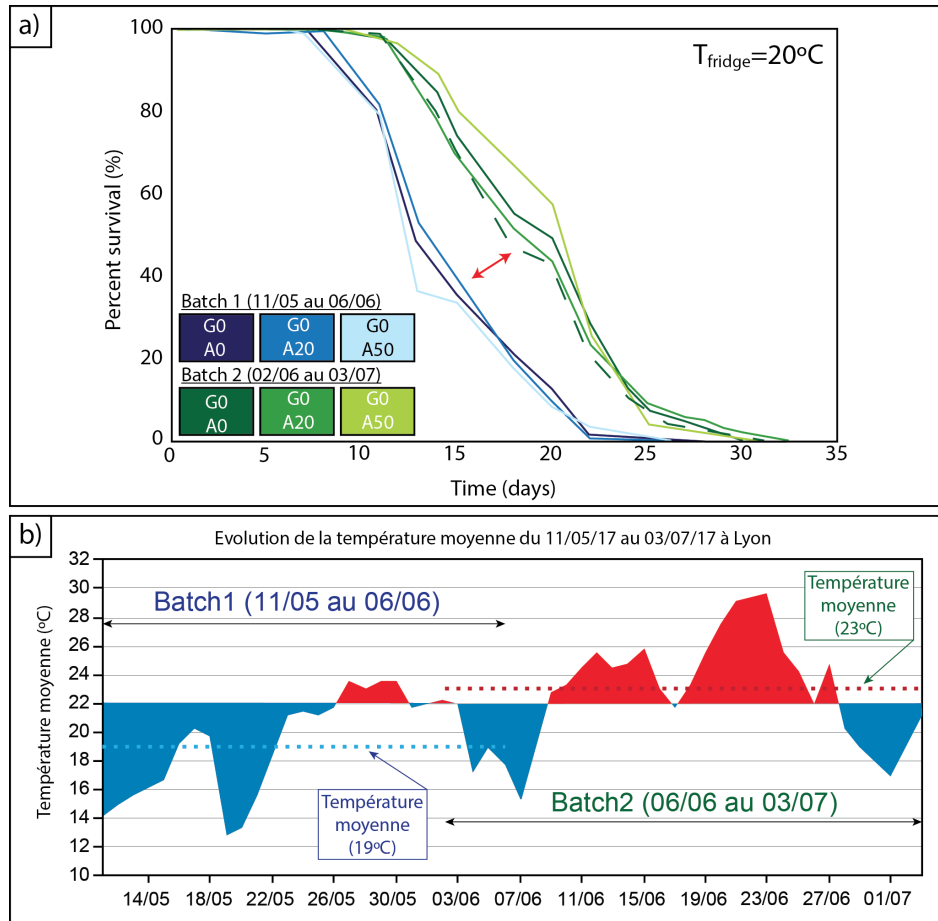 a)
T fridge=20ºC
Percent survival (%)
100
80
60
40
20
0
Batch 1 (11/05 au 06/06)
G0 G0 G0
A0 A20 A50
Batch 2 (02/06 au 03/07)
G0 G0 G0
A0 A20 A50
0 5 10 15 20 25 30 35
Time (days)
b)
Evolution de la température moyenne du 11/05/17 au 03/07/17 à Lyon
Température moyenne (ºC)
32
30
28
26
24
22
20
18
16
14
12
10
Batch1 (11/05 au 06/06)
Température
moyenne
(23ºC)
Température
moyenne
(19ºC)
Batch2 (06/06 au 03/07)
14/05 18/05 22/05 26/05 30/05 03/06 07/06 11/06 15/06 19/06 23/06 27/06 01/07